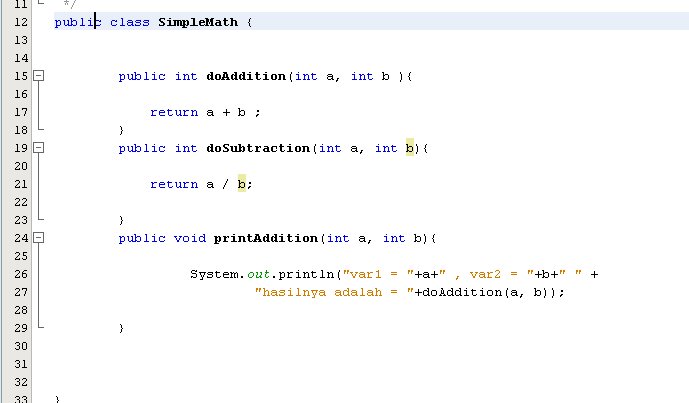 11 */
12 public class SimpleMath {
13
14
15 public int doAddition(int a, int b ){
16
17 return a + b ;
18 }
19 public int doSubtraction(int a, int b){
20
21 return a / b;
22
23 }
24 public void printAddition(int a, int b){
25
26 System.out.println("var1 = "+a+" , var2 = "+b+" " +
27 "hasilnya adalah = "+doAddition(a, b));
28
29 }
30
31
32
33 }